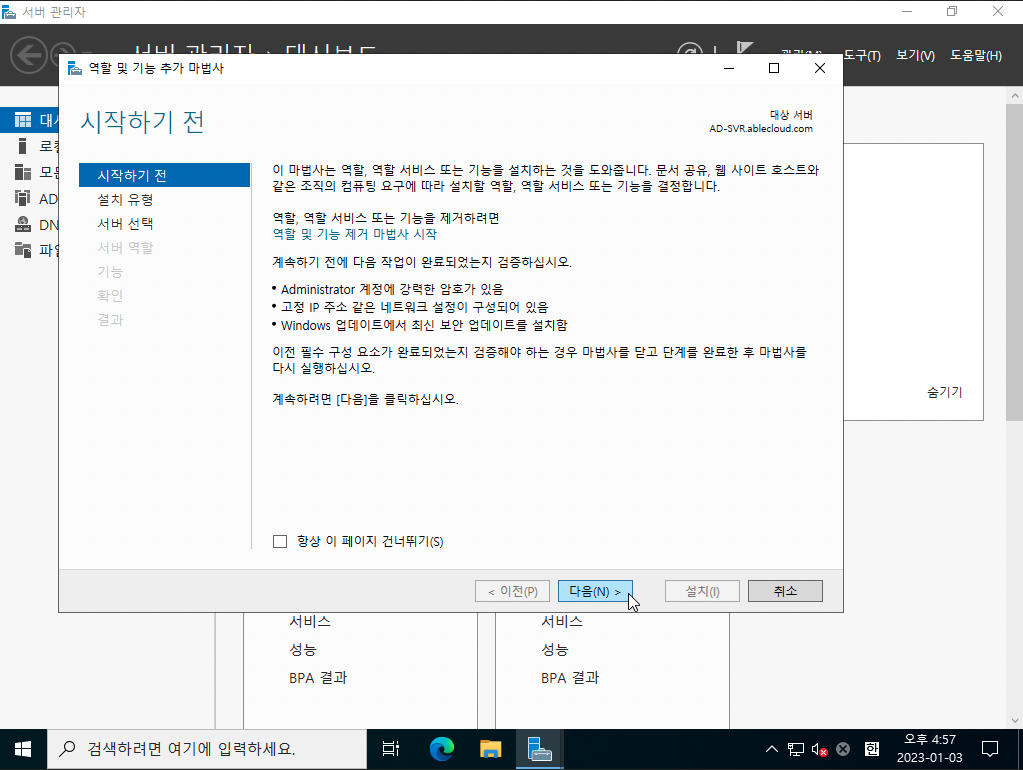 서버 관리자
서버 관리자 · 대시보드
관리(M) 도구(T) 보기(V) 도움말(H)
역할 및 기능 추가 마법사
시작하기 전
대상 서버
AD-SVR.ablecloud.com
시작하기 전
설치 유형
서버 선택
서버 역할
기능
확인
결과
이 마법사는 역할, 역할 서비스 또는 기능을 설치하는 것을 도와줍니다. 문서 공유, 웹 사이트 호스트와
같은 조직의 컴퓨팅 요구에 따라 설치할 역할, 역할 서비스 또는 기능을 결정합니다.
역할, 역할 서비스 또는 기능을 제거하려면
역할 및 기능 제거 마법사 시작
계속하기 전에 다음 작업이 완료되었는지 검증하십시오.
• Administrator 계정에 강력한 암호가 있음
• 고정 IP 주소 같은 네트워크 설정이 구성되어 있음
• Windows 업데이트에서 최신 보안 업데이트를 설치함
이전 필수 구성 요소가 완료되었는지 검증해야 하는 경우 마법사를 닫고 단계를 완료한 후 마법사를
다시 실행하십시오.
계속하려면 [다음]을 클릭하십시오.
항상 이 페이지 건너뛰기(S)
< 이전(P) 다음(N) > 설치(I) 취소
대시
로컬
모든
AD
DN
파일
숨기기
서비스
성능
BPA 결과
서비스
성능
BPA 결과
검색하려면 여기에 입력하세요.
한
오후 4:57
2023-01-03